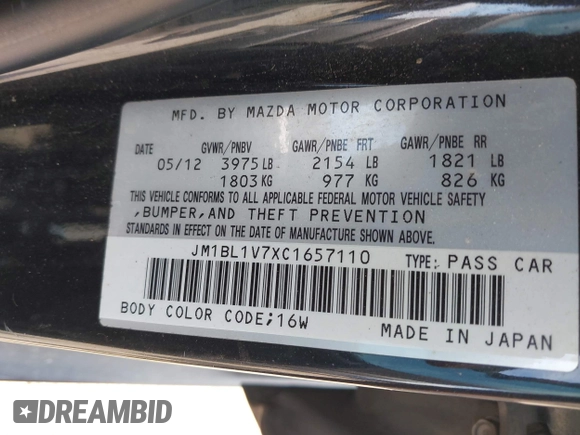 MFD. BY MAZDA MOTOR CORPORATION
DATE GVWR/PNBV GAWR/PNBE FRT GAWR/PNBE RR
05/12 3975 LB 2154 LB 1821 LB
1803 KG 977 KG 826 KG
THIS VEHICLE CONFORMS TO ALL APPLICABLE FEDERAL MOTOR VEHICLE SAFETY
,BUMPER,AND THEFT PREVENTION
STANDARDS IN EFFECT ON THE DATE OF MANUFACTURE SHOWN ABOVE.
JM1BL1V7XC1657110 TYPE: PASS CAR
BODY COLOR CODE;16W MADE IN JAPAN
DREAMBID